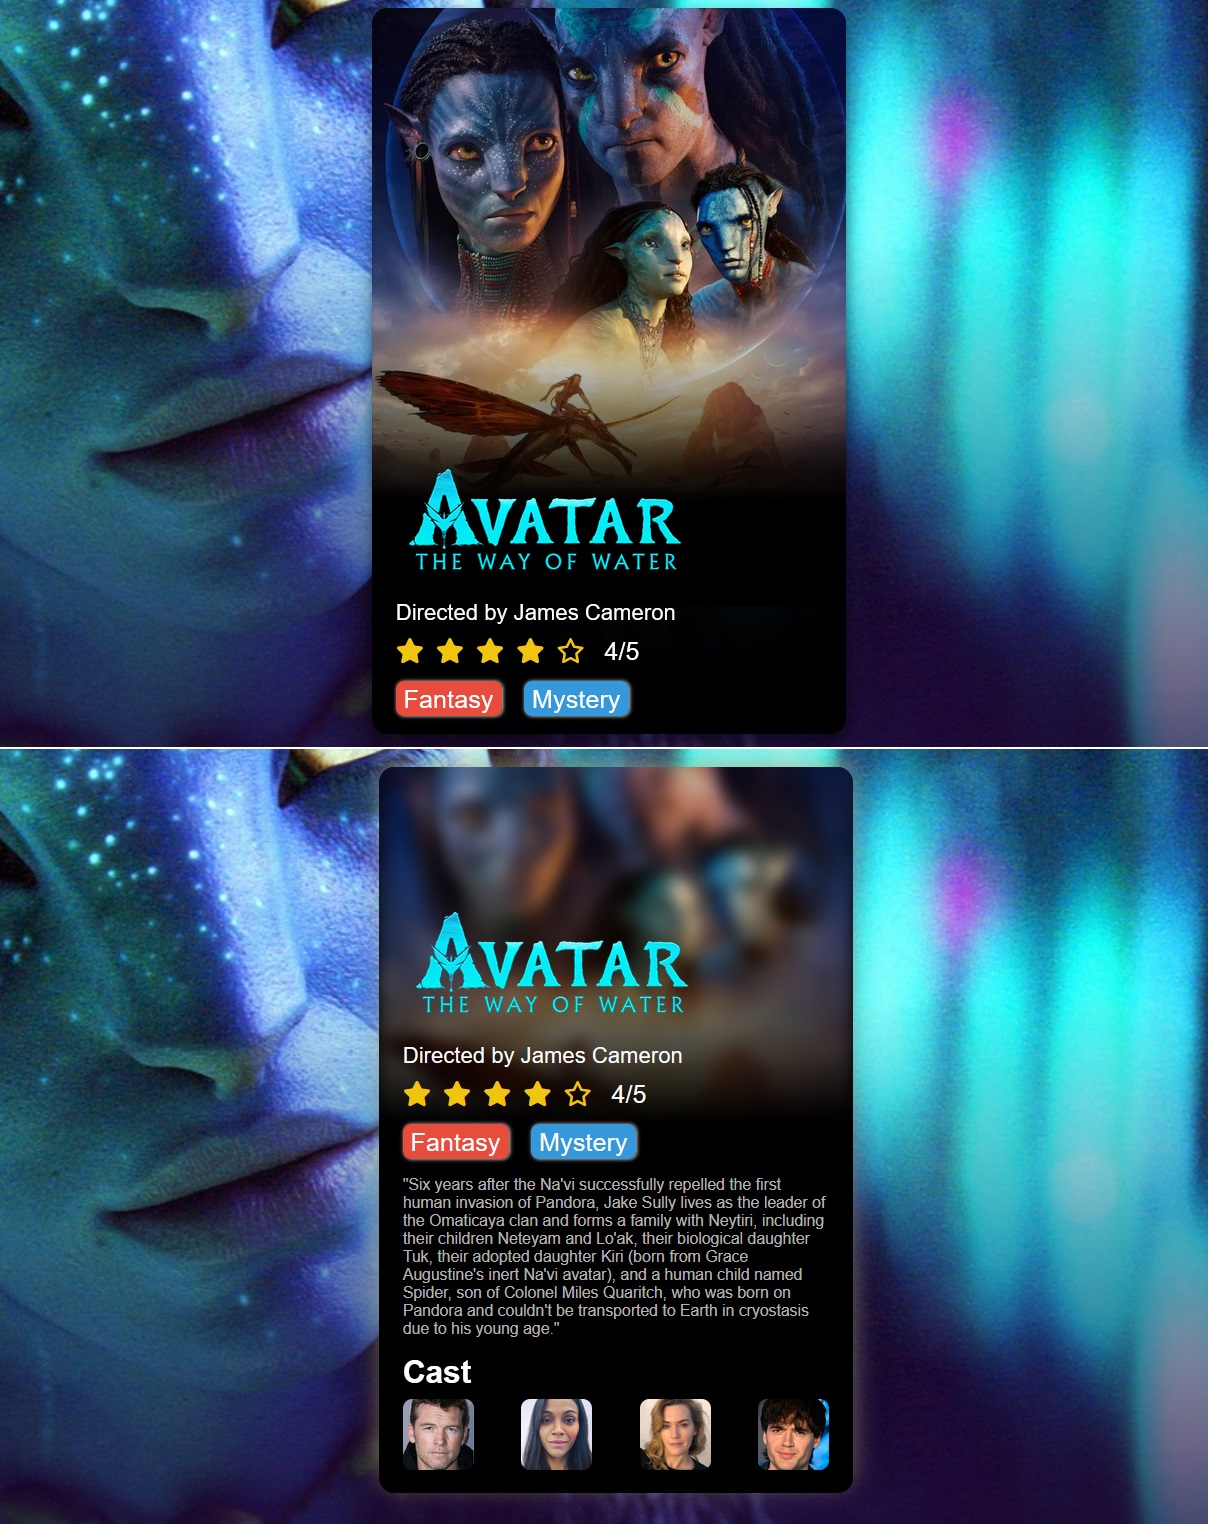 AVATAR
THE WAY OF WATER
Directed by James Cameron
4/5
Fantasy Mystery
AVATAR
THE WAY OF WATER
Directed by James Cameron
4/5
Fantasy Mystery
"Six years after the Na'vi successfully repelled the first
human invasion of Pandora, Jake Sully lives as the leader of
the Omaticaya clan and forms a family with Neytiri, including
their children Neteyam and Lo'ak, their biological daughter
Tuk, their adopted daughter Kiri (born from Grace
Augustine's inert Na'vi avatar), and a human child named
Spider, son of Colonel Miles Quaritch, who was born on
Pandora and couldn't be transported to Earth in cryostasis
due to his young age."
Cast